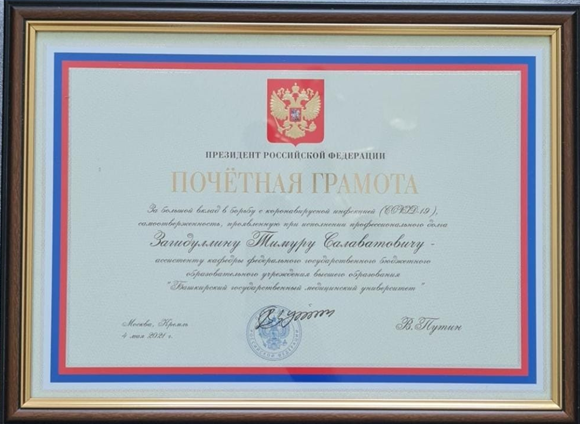 ПРЕЗИДЕНТ РОССИЙСКОЙ ФЕДЕРАЦИИ
ПОЧЁТНАЯ ГРАМОТА
За большой вклад в борьбу с коронавирусной инфекцией (COVID-19),
самоотверженность, проявленную при исполнении профессионального долга
Загидуллину Тимуру Салаватовичу -
ассистенту кафедры федерального государственного бюджетного
образовательного учреждения высшего образования
"Башкирский государственный медицинский университет"
Москва, Кремль
4 мая 2021 г.
В.Путин